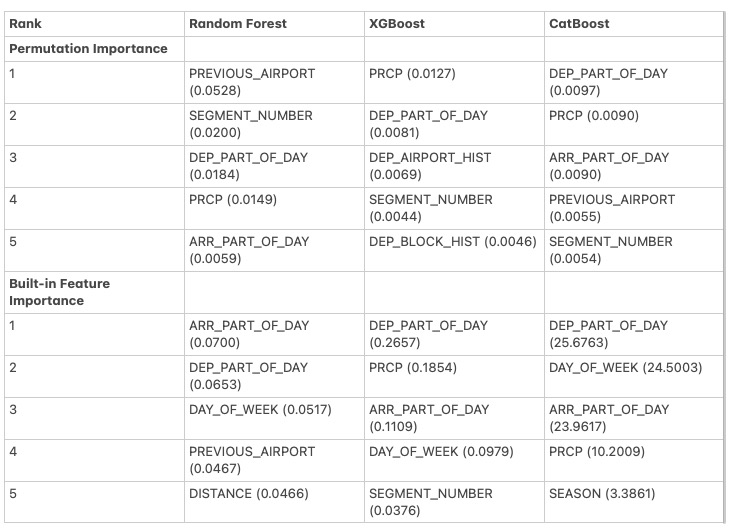 Rank Random Forest XGBoost CatBoost
Permutation Importance
1 PREVIOUS_AIRPORT (0.0528) PRCP (0.0127) DEP_PART_OF_DAY (0.0097)
2 SEGMENT_NUMBER (0.0200) DEP_PART_OF_DAY (0.0081) PRCP (0.0090)
3 DEP_PART_OF_DAY (0.0184) DEP_AIRPORT_HIST (0.0069) ARR_PART_OF_DAY (0.0090)
4 PRCP (0.0149) SEGMENT_NUMBER (0.0044) PREVIOUS_AIRPORT (0.0055)
5 ARR_PART_OF_DAY (0.0059) DEP_BLOCK_HIST (0.0046) SEGMENT_NUMBER (0.0054)
Built-in Feature Importance
1 ARR_PART_OF_DAY (0.0700) DEP_PART_OF_DAY (0.2657) DEP_PART_OF_DAY (25.6763)
2 DEP_PART_OF_DAY (0.0653) PRCP (0.1854) DAY_OF_WEEK (24.5003)
3 DAY_OF_WEEK (0.0517) ARR_PART_OF_DAY (0.1109) ARR_PART_OF_DAY (23.9617)
4 PREVIOUS_AIRPORT (0.0467) DAY_OF_WEEK (0.0979) PRCP (10.2009)
5 DISTANCE (0.0466) SEGMENT_NUMBER (0.0376) SEASON (3.3861)